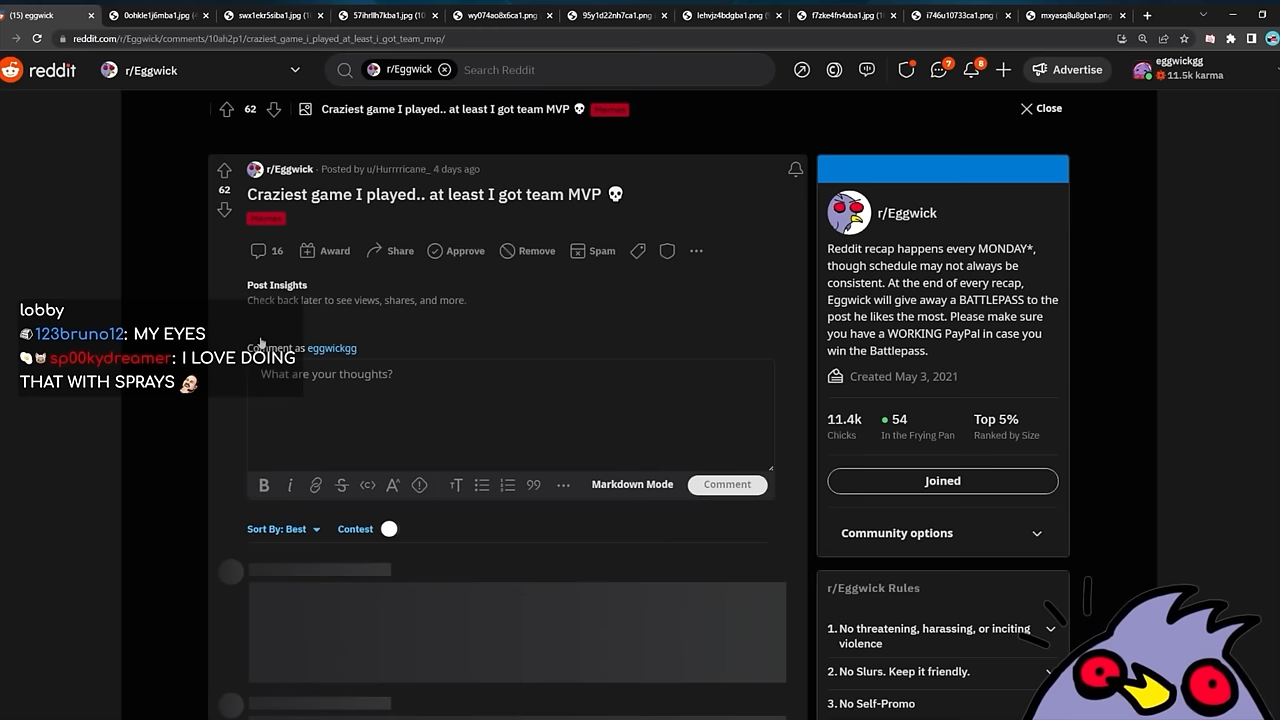 (15) eggwick
0ohkle1j6mba1.jpg (4
swx1ekr5siba1.jpg (12
57ihrllh7kba1.jpg (10
wy074ao8x6ca1.png (
95y1d22nh7ca1.png (
lehvjz4bdgba1.png (
f7zke4fn4xba1.jpg (
i746u10733ca1.png (
mxyasq8u8gba1.png (
reddit.com/r/Eggwick/comments/10ah2p1/craziest_game_i_played_at_least_i_got_team_mvp/
reddit
r/Eggwick
r/Eggwick
Search Reddit
7
8
Advertise
eggwickgg
11.5k karma
62
Craziest game I played.. at least I got team MVP 💀
Close
r/Eggwick · Posted by u/Hurrrricane_ 4 days ago
62
Craziest game I played.. at least I got team MVP 💀
16
Award
Share
Approve
Remove
Spam
Post Insights
Check back later to see views, shares, and more.
lobby
123bruno12: MY EYES
sp00kydreamer: I LOVE DOING
THAT WITH SPRAYS
Comment as eggwickgg
What are your thoughts?
Markdown Mode
Comment
Sort By: Best
Contest
r/Eggwick
Reddit recap happens every MONDAY*,
though schedule may not always be
consistent. At the end of every recap,
Eggwick will give away a BATTLEPASS to the
post he likes the most. Please make sure
you have a WORKING PayPal in case you
win the Battlepass.
Created May 3, 2021
11.4k
54
Top 5%
Chicks
In the Frying Pan
Ranked by Size
Joined
Community options
r/Eggwick Rules
1. No threatening, harassing, or inciting
violence
2. No Slurs. Keep it friendly.
3. No Self-Promo